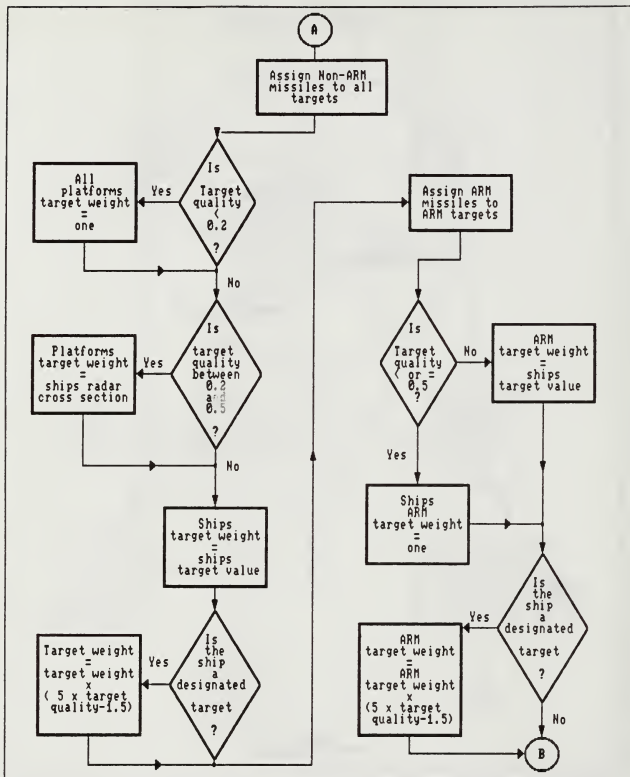 A
Assign Non-ARM
missiles to all
targets
Is
Target
quality
<
0.2
?
Yes
All
platforms
target weight
=
one
No
Is
target
quality
between
0.2
and
0.5
?
Yes
Platforms
target weight
=
ships radar
cross section
No
Ships
target weight
=
ships
target value
Is
the
ship
a
designated
target
?
Yes
Target weight
=
target weight
x
( 5 x target
quality-1.5)
Assign ARM
missiles to
ARM targets
Is
Target
quality
< or =
0.5
?
No
ARM
target weight
=
ships
target value
Yes
Ships
ARM
target weight
=
one
Is
the
ship
a
designated
target
?
Yes
ARM
target weight
=
ARM
target weight
x
(5 x target
quality-1.5)
No
B